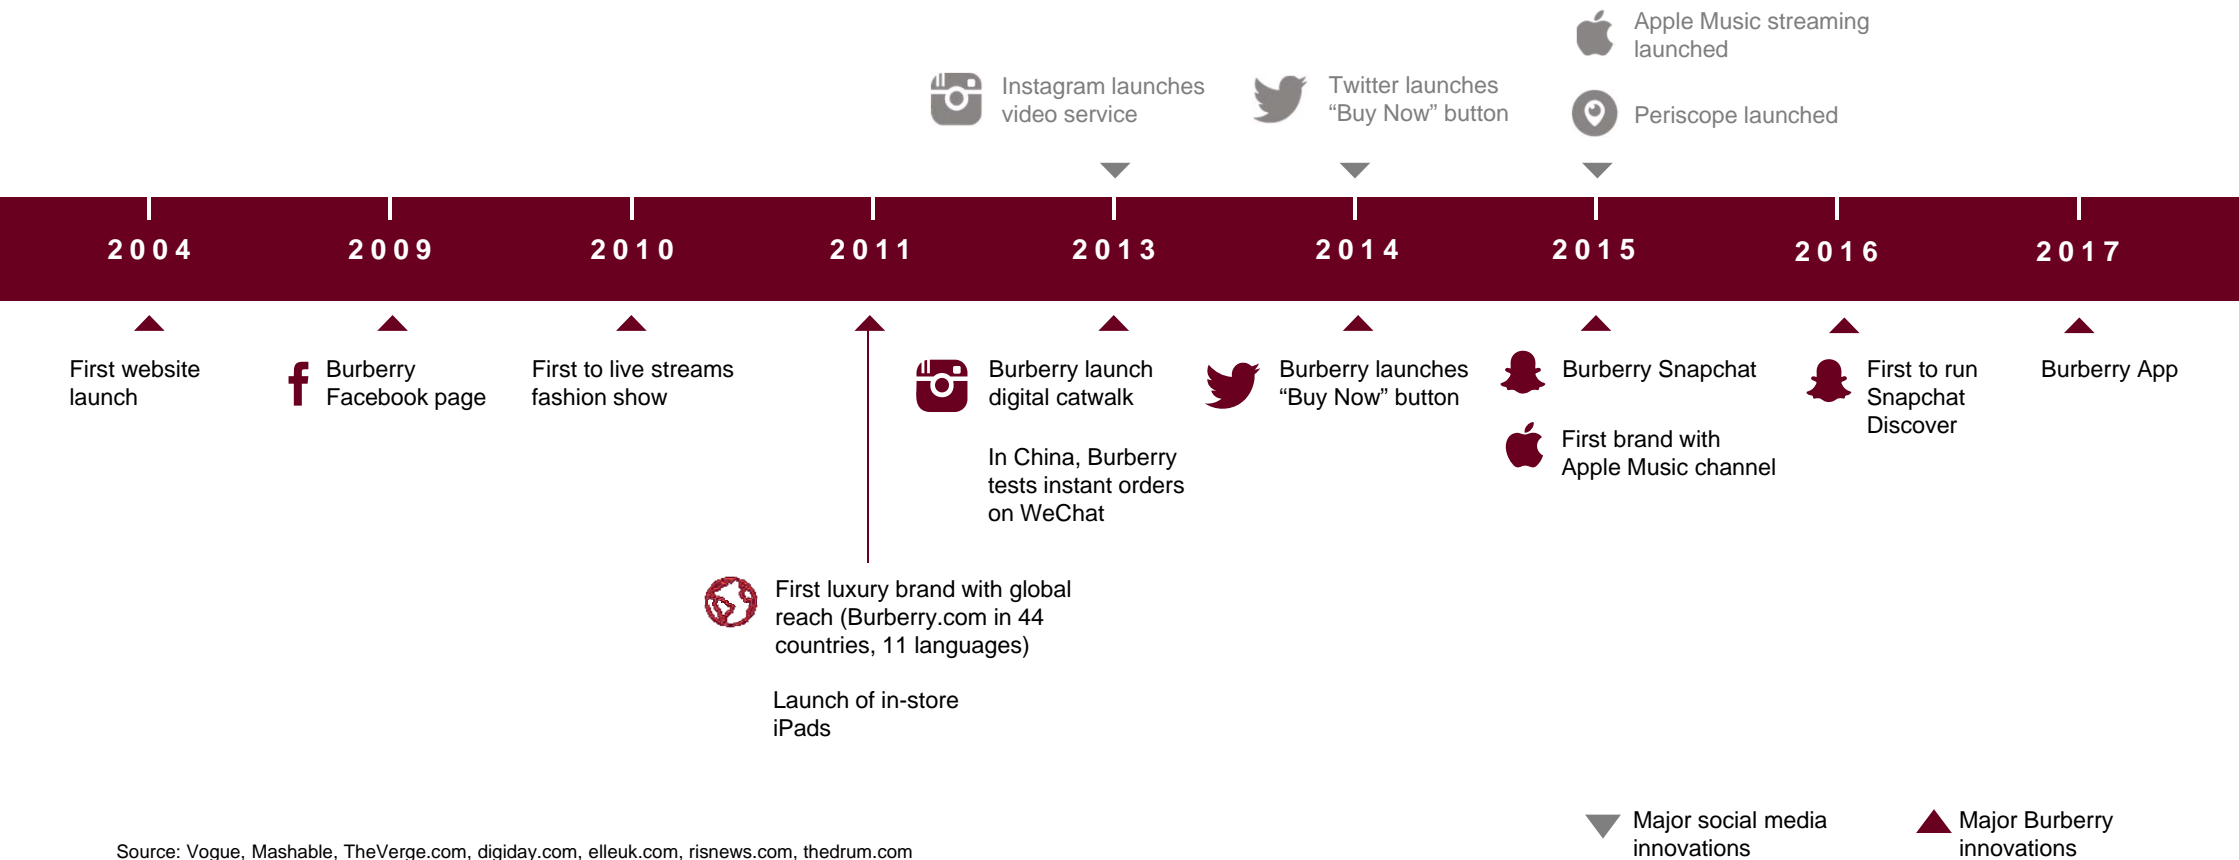 Apple Music streaming
launched
Instagram launches
video service
Twitter launches
“Buy Now” button
Periscope launched
2004
2009
2010
2011
2013
2014
2015
2016
2017
First website
launch
Burberry
Facebook page
First to live streams
fashion show
Burberry launch
digital catwalk
In China, Burberry
tests instant orders
on WeChat
Burberry launches
“Buy Now” button
Burberry Snapchat
First brand with
Apple Music channel
First to run
Snapchat
Discover
Burberry App
First luxury brand with global
reach (Burberry.com in 44
countries, 11 languages)
Launch of in-store
iPads
Major social media
innovations
Major Burberry
innovations
Source: Vogue, Mashable, TheVerge.com, digiday.com, elleuk.com, risnews.com, thedrum.com